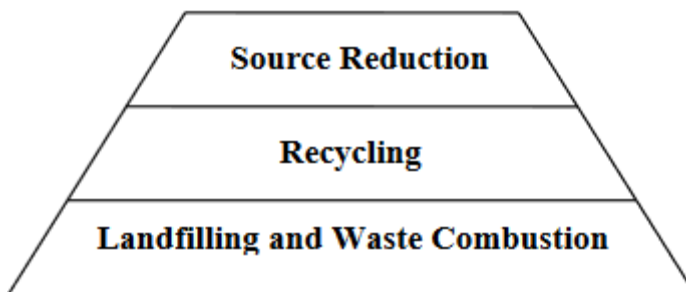 Source Reduction
Recycling
Landfilling and Waste Combustion